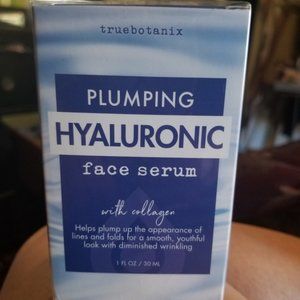 truebotanix
PLUMPING
HYALURONIC
face serum
with collagen
Helps plump up the appearance of
lines and folds for a smooth, youthful
look with diminished wrinkling
1 FL OZ / 30 ML